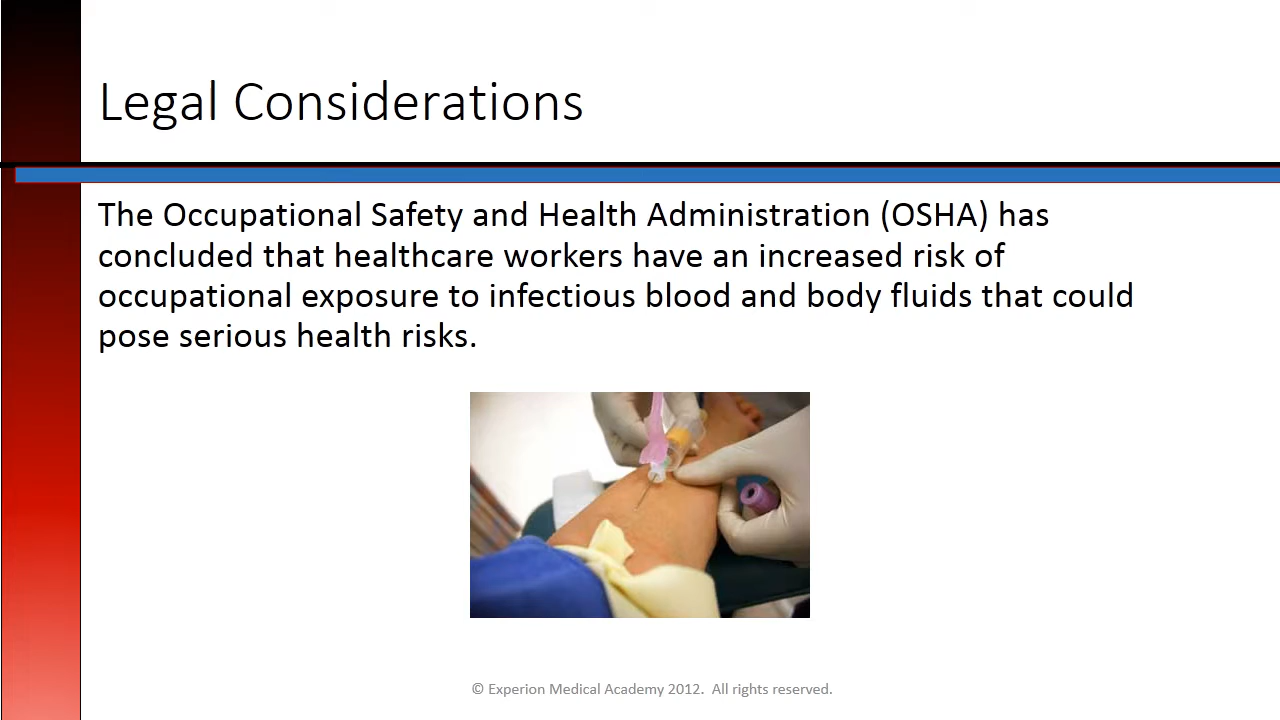 Legal Considerations
The Occupational Safety and Health Administration (OSHA) has
concluded that healthcare workers have an increased risk of
occupational exposure to infectious blood and body fluids that could
pose serious health risks.
© Experion Medical Academy 2012.  All rights reserved.